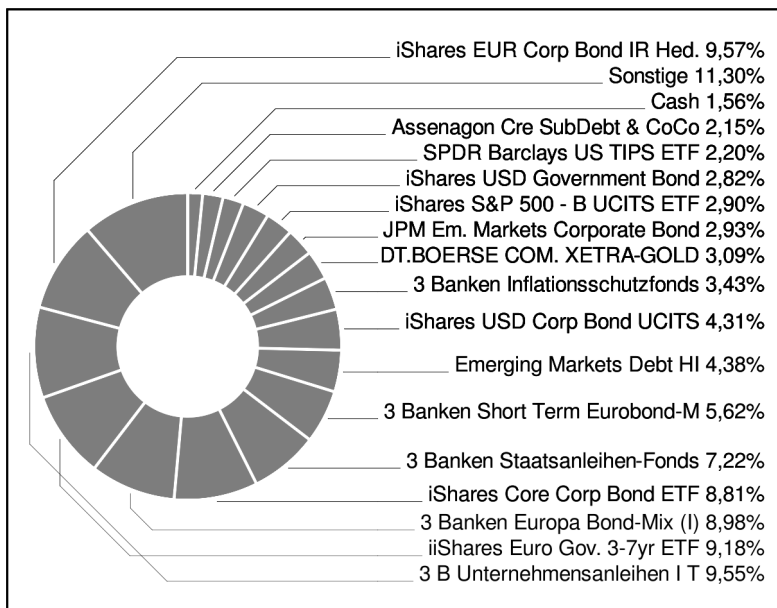 iShares EUR Corp Bond IR Hed. 9,57%
Sonstige 11,30%
Cash 1,56%
Assenagon Cre SubDebt & CoCo 2,15%
SPDR Barclays US TIPS ETF 2,20%
iShares USD Government Bond 2,82%
iShares S&P 500 - B UCITS ETF 2,90%
JPM Em. Markets Corporate Bond 2,93%
DT.BOERSE COM. XETRA-GOLD 3,09%
3 Banken Inflationsschutzfonds 3,43%
iShares USD Corp Bond UCITS 4,31%
Emerging Markets Debt HI 4,38%
3 Banken Short Term Eurobond-M 5,62%
3 Banken Staatsanleihen-Fonds 7,22%
iShares Core Corp Bond ETF 8,81%
3 Banken Europa Bond-Mix (I) 8,98%
iiShares Euro Gov. 3-7yr ETF 9,18%
3 B Unternehmensanleihen I T 9,55%